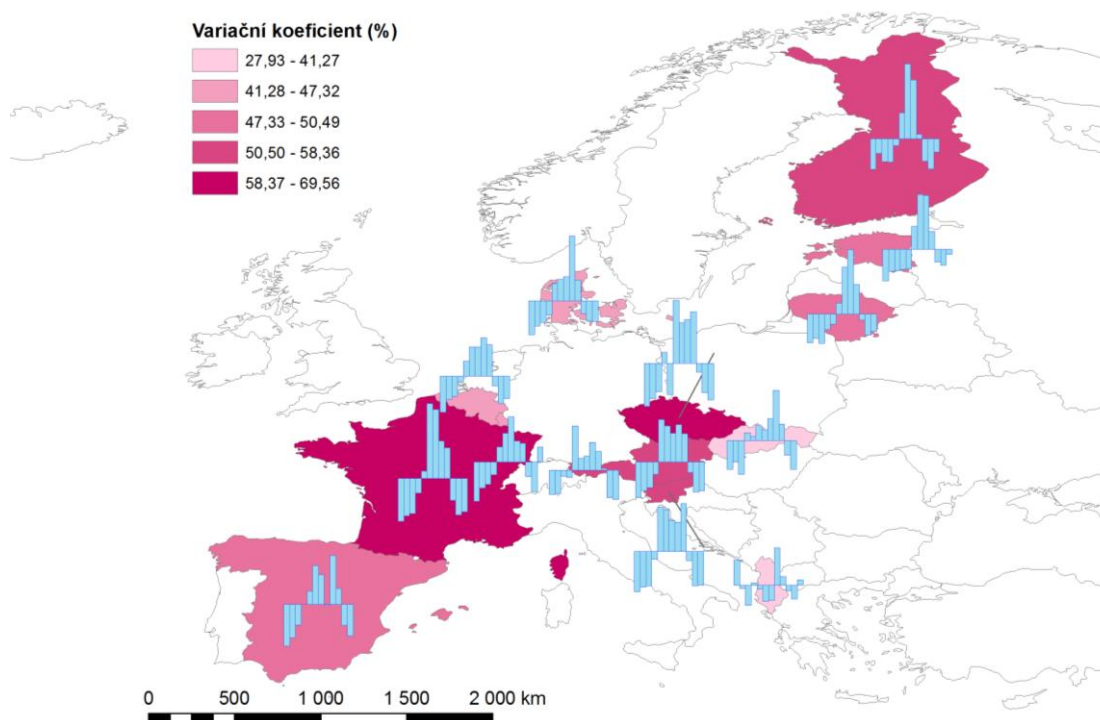 Variační koeficient (%)
27,93 - 41,27
41,28 - 47,32
47,33 - 50,49
50,50 - 58,36
58,37 - 69,56
0 500 1 000 1 500 2 000 km